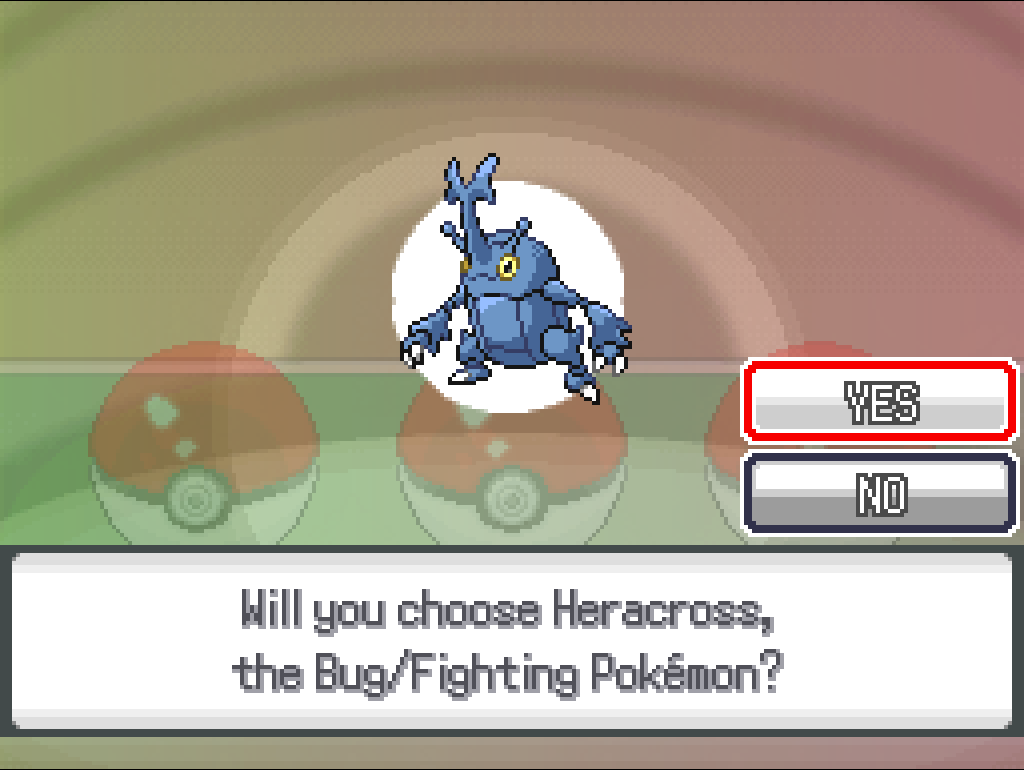 YES
NO
Will you choose Heracross,
the Bug/Fighting Pokémon?